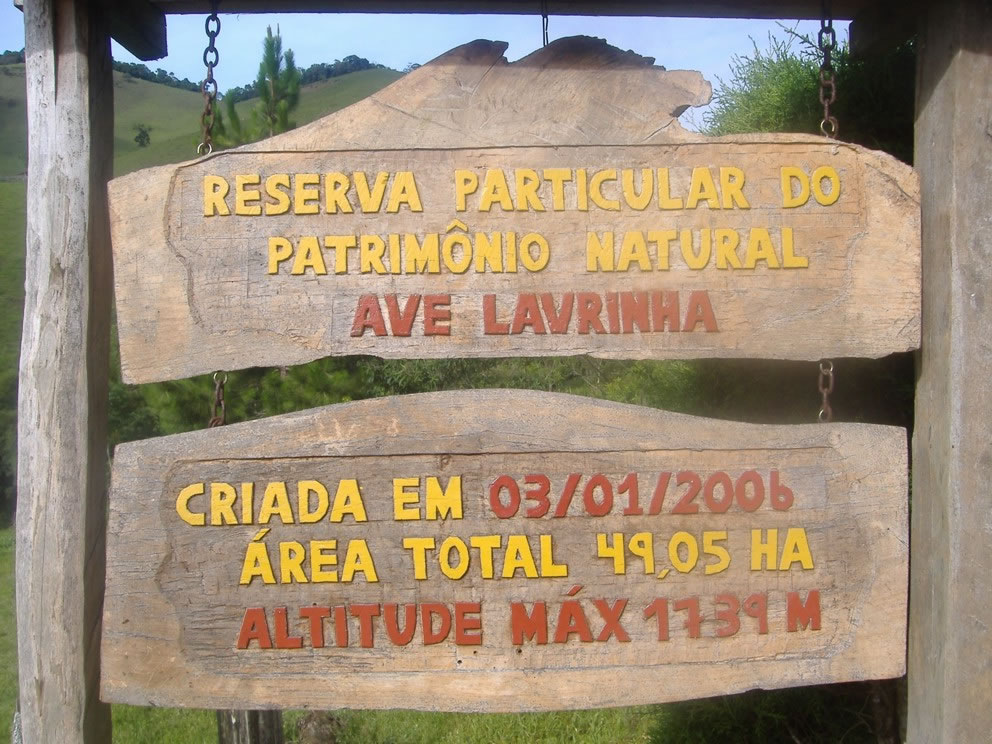 RESERVA PARTICULAR DO
PATRIMÔNIO NATURAL
AVE LAVRINHA
CRIADA EM 03/01/2006
ÁREA TOTAL 49,05 HA
ALTITUDE MÁX 1739 M